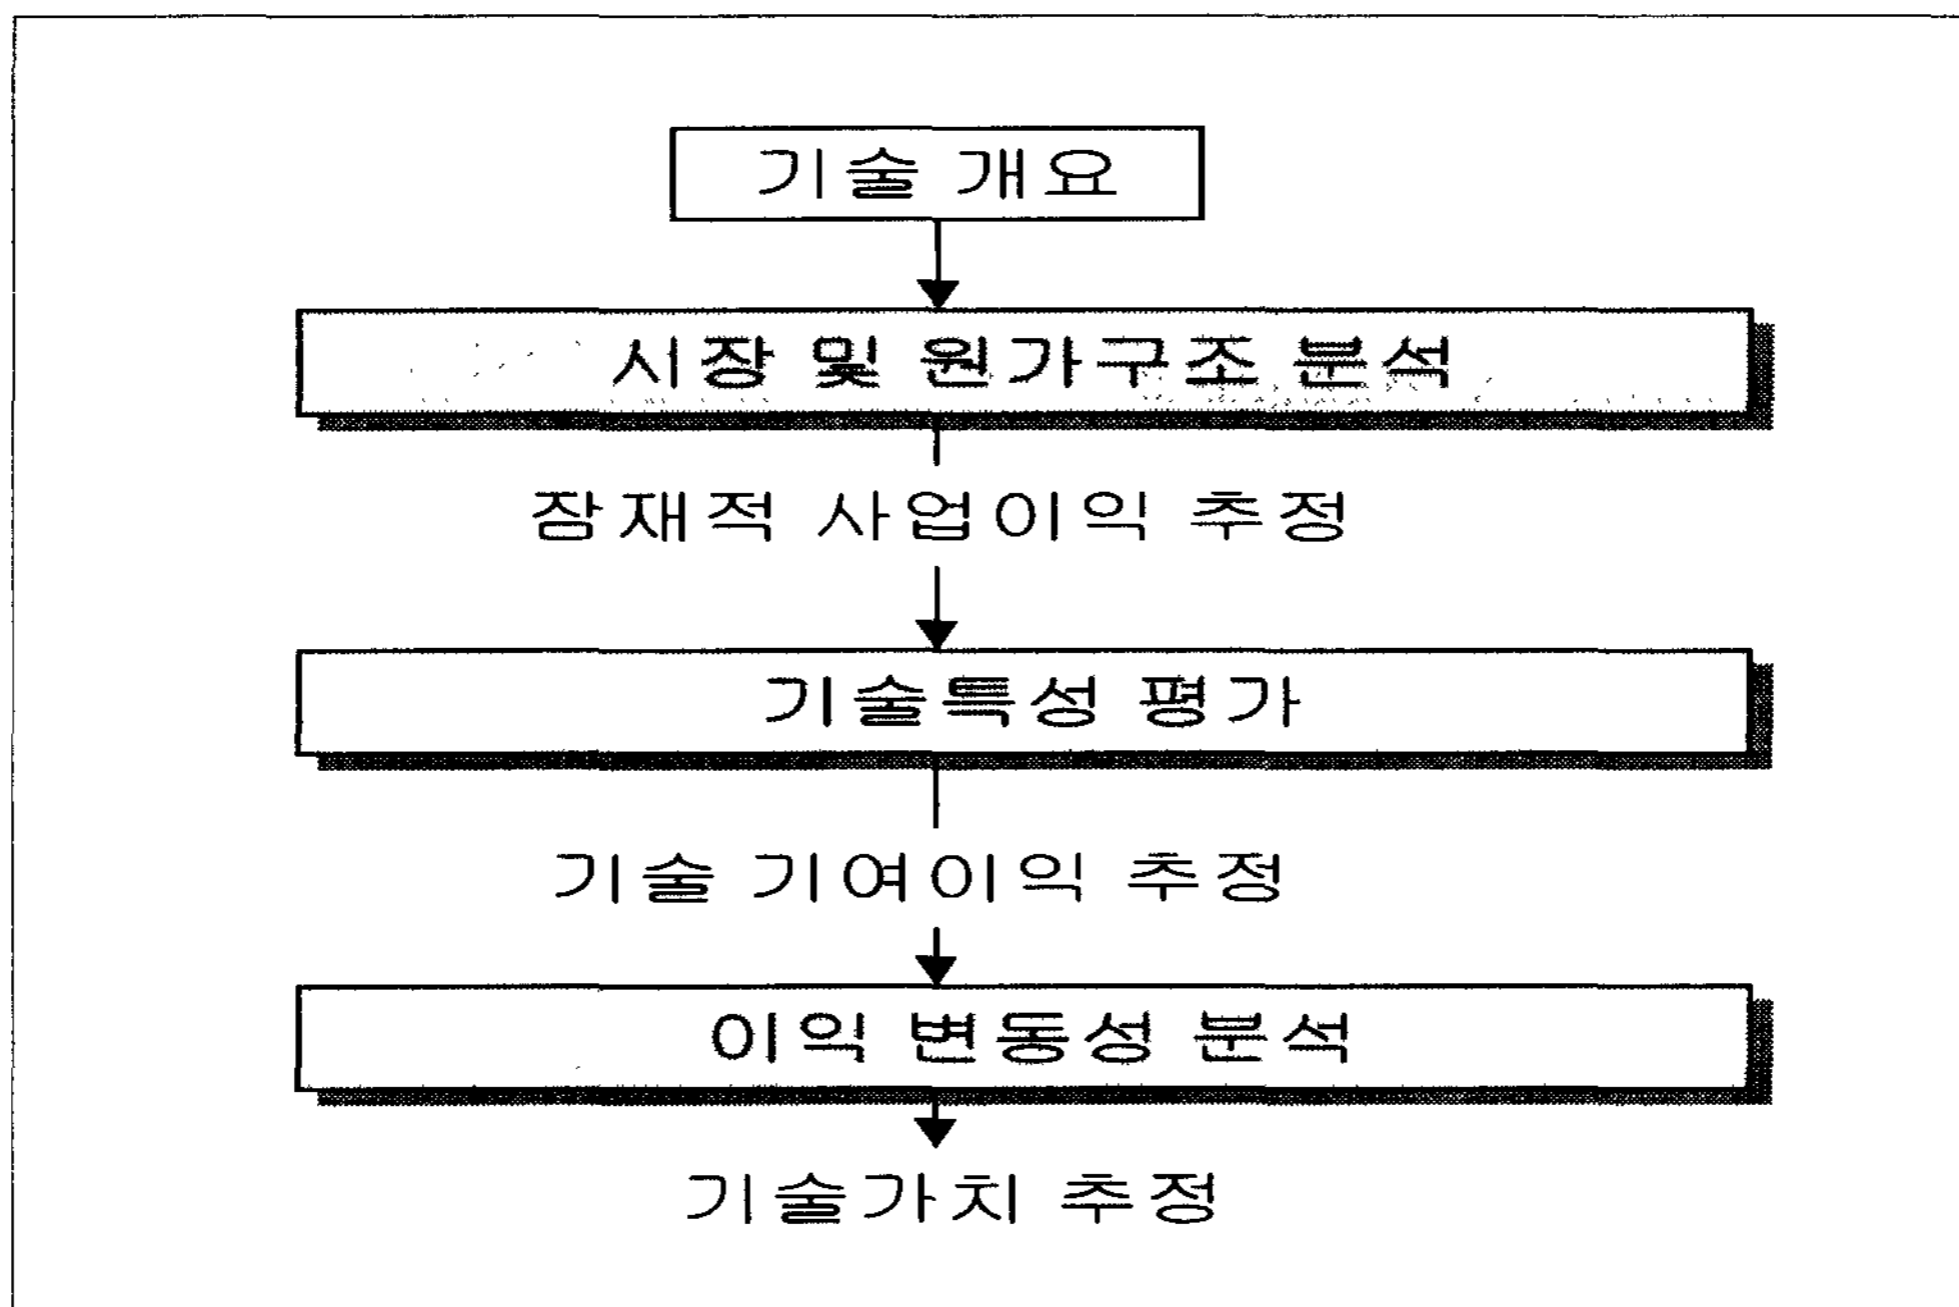 기술 개요
시장 및 원가구조 분석
잠재적 사업이익 추정
기술특성 평가
기술 기여이익 추정
이익 변동성 분석
기술가치 추정